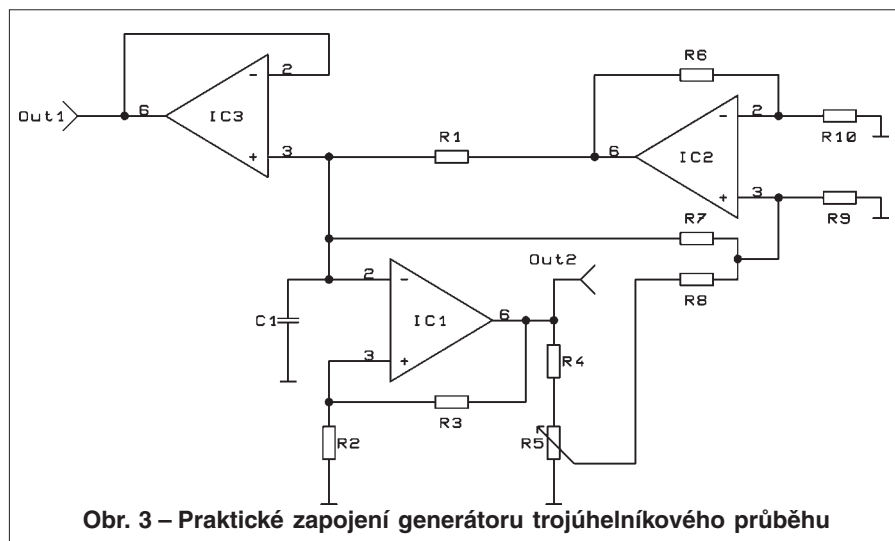 R6
2
6
IC3
Out1
3
R1
6
IC2
2
R10
3
R9
R7
Out2
R8
2
C1
IC1
6
3
R4
R3
R2
R5
Obr. 3 – Praktické zapojení generátoru trojúhelníkového průběhu